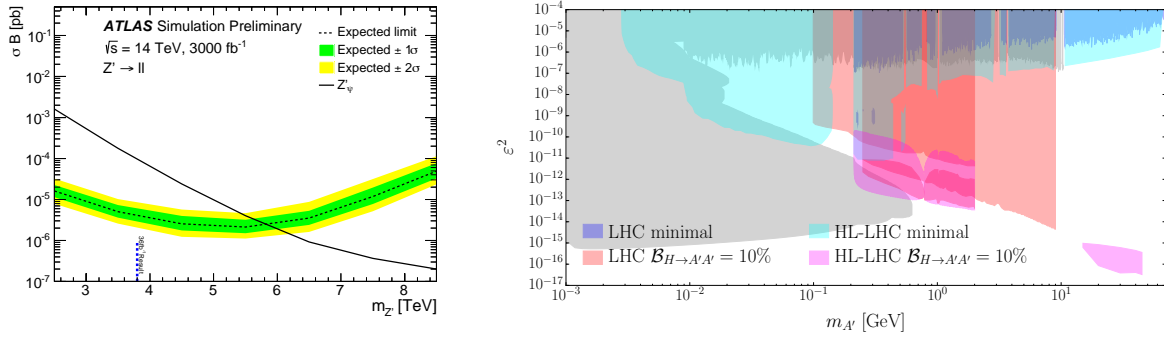 ATLAS Simulation Preliminary
√s = 14 TeV, 3000 fb⁻¹
Z' → ll
Expected limit
Expected ± 1σ
Expected ± 2σ
Z'ψ
σ B [pb]
10⁻¹
10⁻²
10⁻³
10⁻⁴
10⁻⁵
10⁻⁶
10⁻⁷
3 4 5 6 7 8
m_Z' [TeV]
ε²
10⁻⁴
10⁻⁵
10⁻⁶
10⁻⁷
10⁻⁸
10⁻⁹
10⁻¹⁰
10⁻¹¹
10⁻¹²
10⁻¹³
10⁻¹⁴
10⁻¹⁵
10⁻¹⁶
10⁻¹⁷
LHC minimal
HL-LHC minimal
LHC B_H→A'A' = 10%
HL-LHC B_H→A'A' = 10%
10⁻³ 10⁻² 10⁻¹ 10⁰ 10¹
m_A' [GeV]